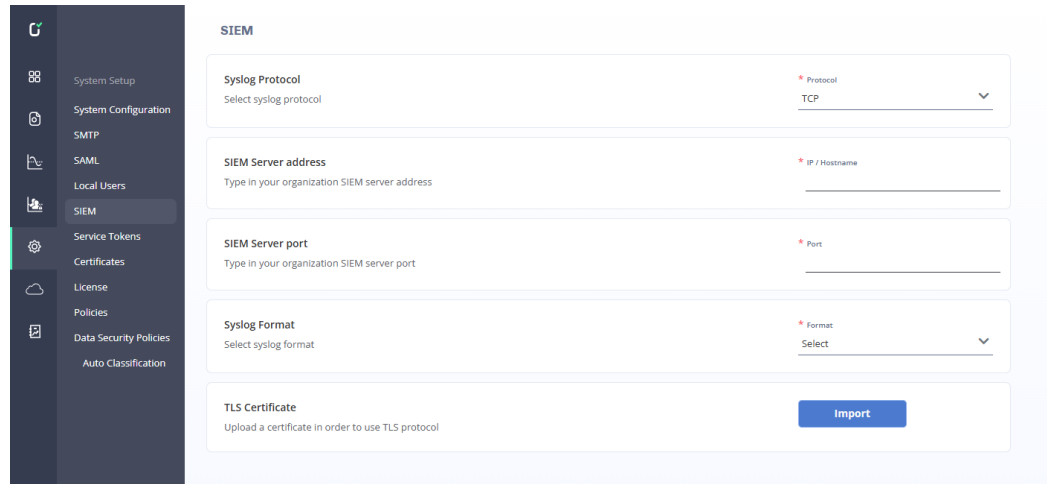 SIEM
System Setup
System Configuration
SMTP
SAML
Local Users
SIEM
Service Tokens
Certificates
License
Policies
Data Security Policies
Auto Classification
Syslog Protocol
Select syslog protocol
* Protocol
TCP
SIEM Server address
Type in your organization SIEM server address
* IP / Hostname
SIEM Server port
Type in your organization SIEM server port
* Port
Syslog Format
Select syslog format
* Format
Select
TLS Certificate
Upload a certificate in order to use TLS protocol
Import